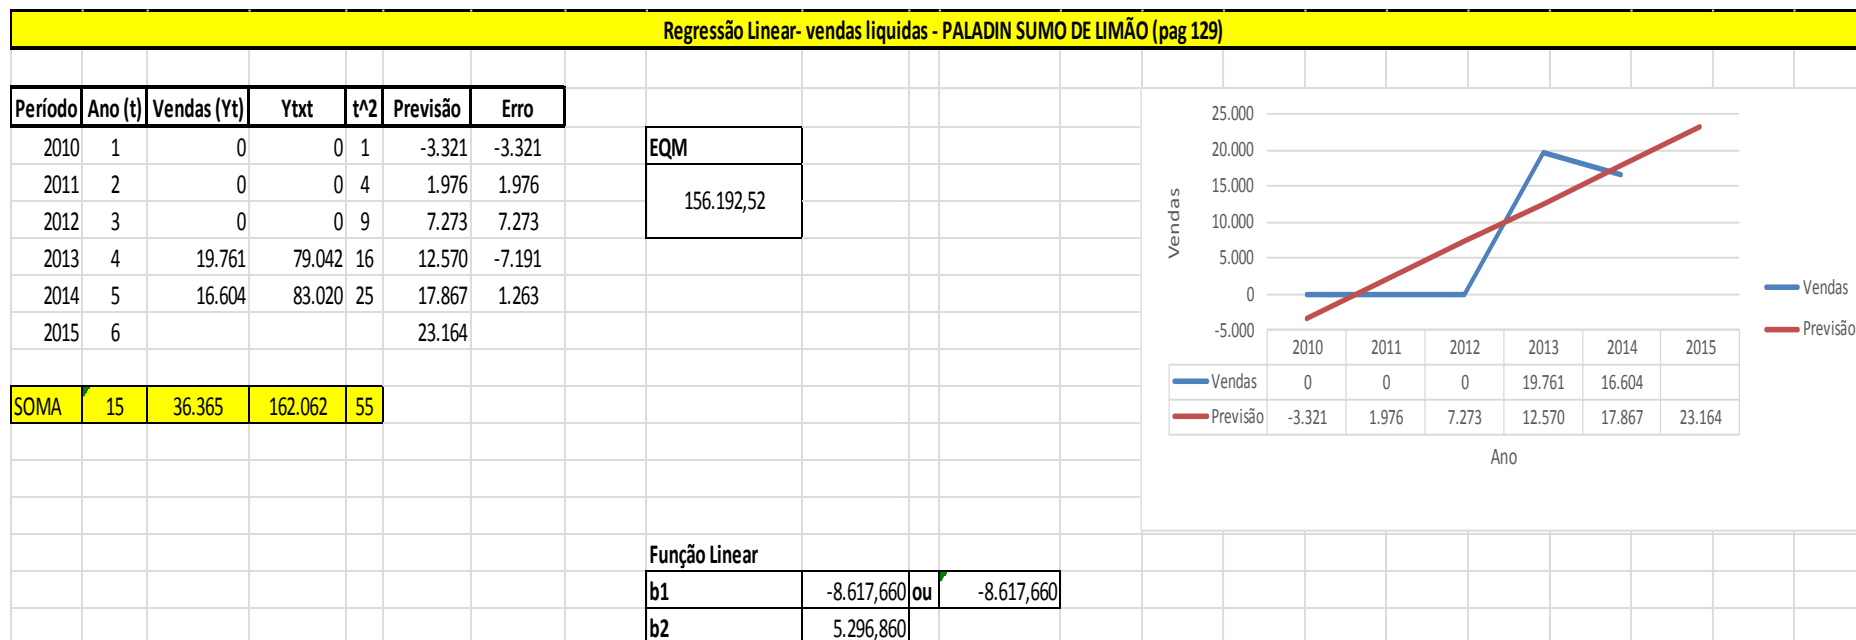 Regressão Linear- vendas liquidas - PALADIN SUMO DE LIMÃO (pag 129)
Período Ano (t) Vendas (Yt) Ytxt t^2 Previsão Erro
2010 1 0 0 1 -3.321 -3.321
2011 2 0 0 4 1.976 1.976
2012 3 0 0 9 7.273 7.273
2013 4 19.761 79.042 16 12.570 -7.191
2014 5 16.604 83.020 25 17.867 1.263
2015 6 23.164
SOMA 15 36.365 162.062 55
EQM
156.192,52
Função Linear
b1 -8.617,660 ou -8.617,660
b2 5.296,860
Vendas
25.000
20.000
15.000
10.000
5.000
0
-5.000
2010 2011 2012 2013 2014 2015
Vendas 0 0 0 19.761 16.604
Previsão -3.321 1.976 7.273 12.570 17.867 23.164
Ano
Vendas
Previsão